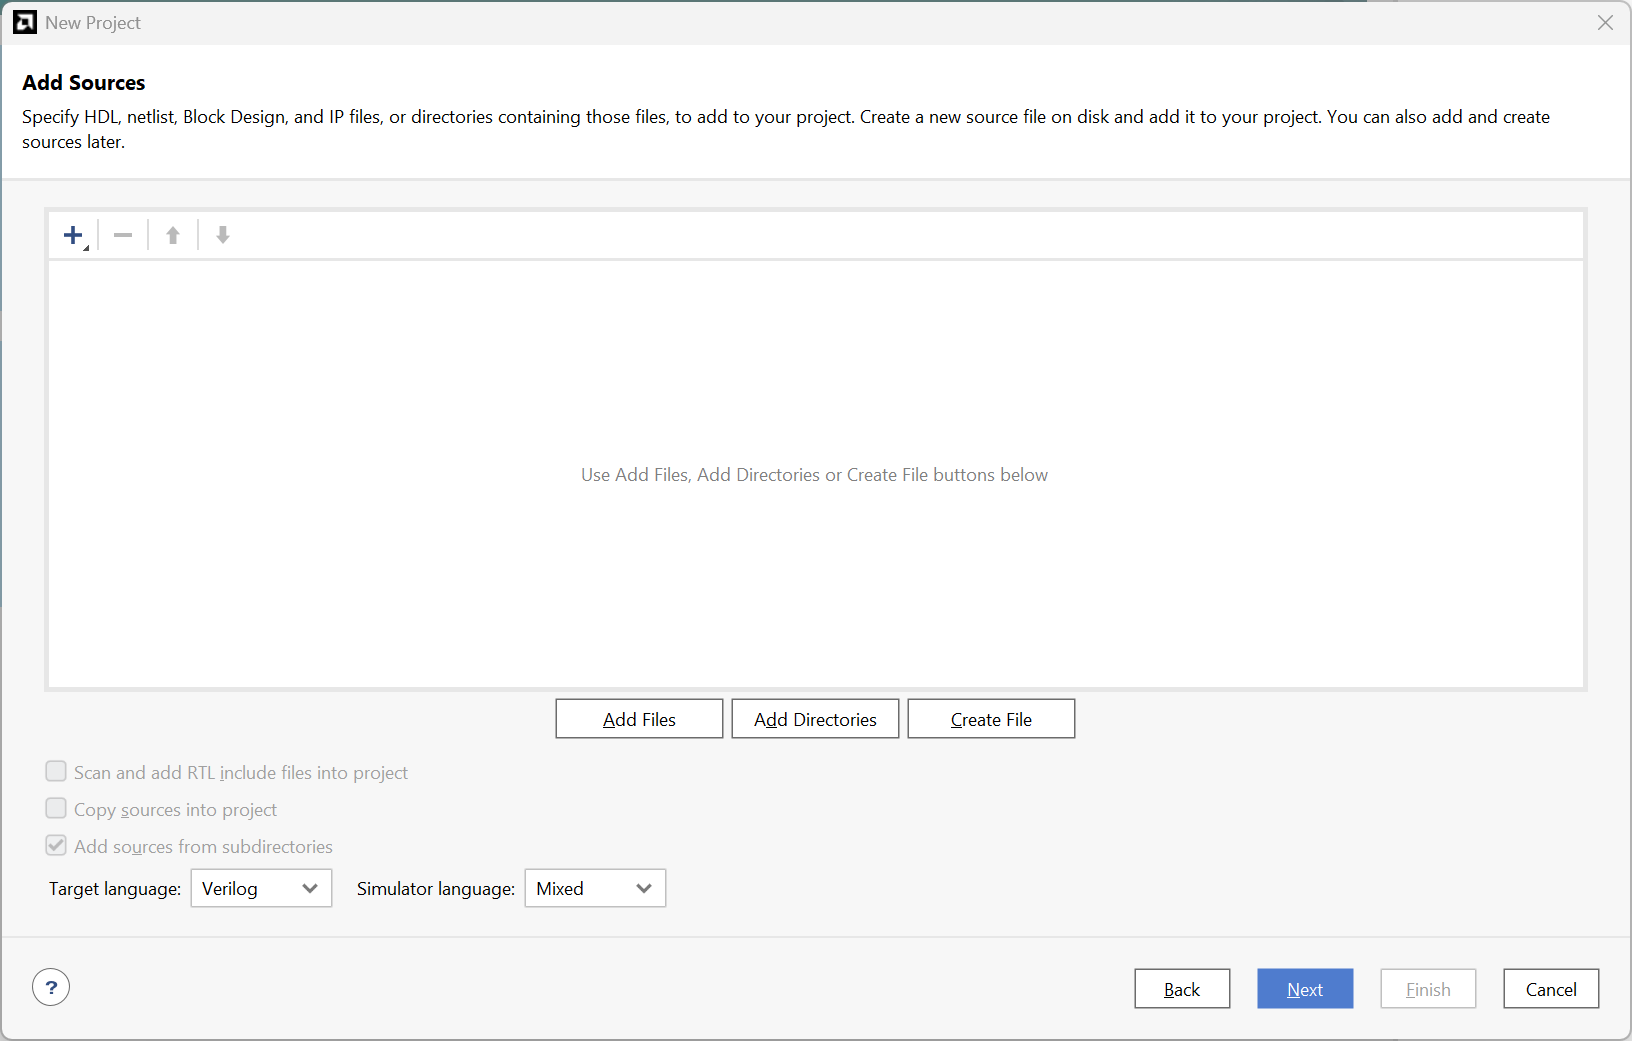 New Project
Add Sources
Specify HDL, netlist, Block Design, and IP files, or directories containing those files, to add to your project. Create a new source file on disk and add it to your project. You can also add and create
sources later.
Use Add Files, Add Directories or Create File buttons below
Add Files Add Directories Create File
Scan and add RTL include files into project
Copy sources into project
Add sources from subdirectories
Target language: Verilog Simulator language: Mixed
? Back Next Finish Cancel